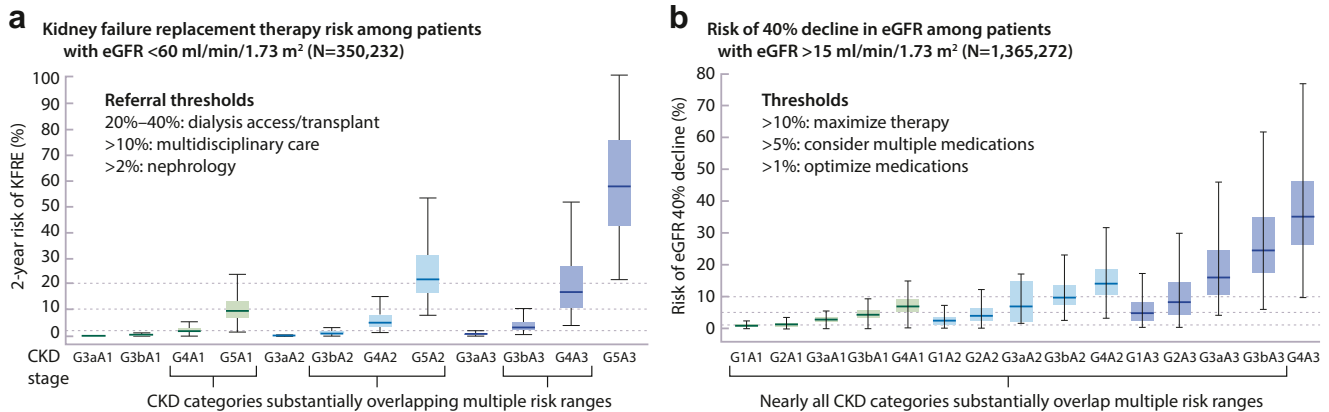 a
Kidney failure replacement therapy risk among patients
with eGFR <60 ml/min/1.73 m² (N=350,232)
2-year risk of KFRE (%)
100
90
80
70
60
50
40
30
20
10
0
Referral thresholds
20%–40%: dialysis access/transplant
>10%: multidisciplinary care
>2%: nephrology
CKD stage
G3aA1 G3bA1 G4A1 G5A1 G3aA2 G3bA2 G4A2 G5A2 G3aA3 G3bA3 G4A3 G5A3
CKD categories substantially overlapping multiple risk ranges
b
Risk of 40% decline in eGFR among patients
with eGFR >15 ml/min/1.73 m² (N=1,365,272)
Risk of eGFR 40% decline (%)
80
70
60
50
40
30
20
10
0
Thresholds
>10%: maximize therapy
>5%: consider multiple medications
>1%: optimize medications
G1A1 G2A1 G3aA1 G3bA1 G4A1 G1A2 G2A2 G3aA2 G3bA2 G4A2 G1A3 G2A3 G3aA3 G3bA3 G4A3
Nearly all CKD categories substantially overlap multiple risk ranges